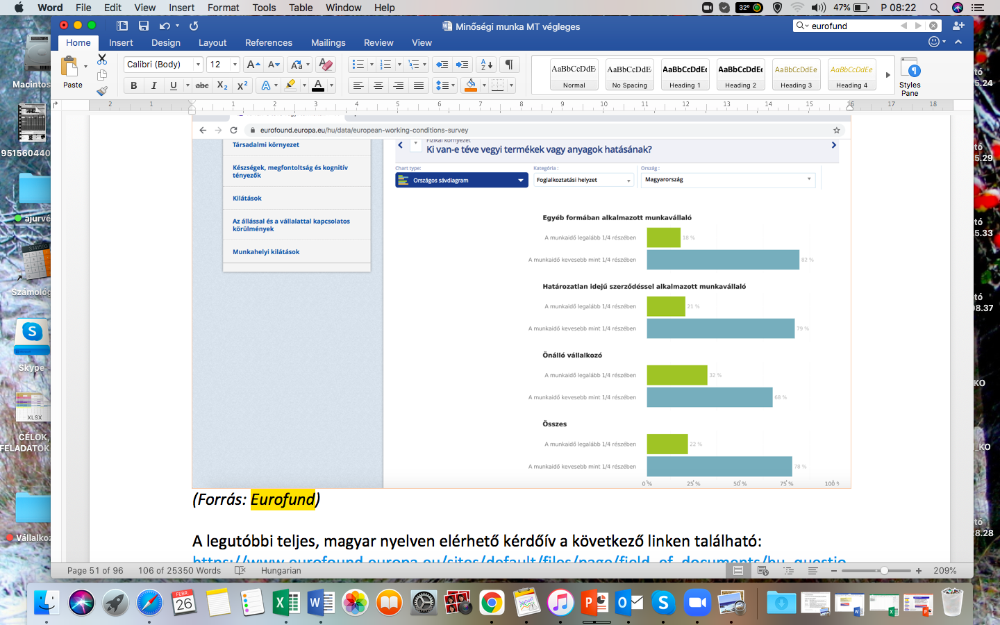 Word File Edit View Insert Format Tools Table Window Help
32° 47% P 08:22
Minőségi munka MT végleges
eurofund
Home Insert Design Layout References Mailings Review View
Paste
Calibri (Body) 12
A A Aa
B I U abc X2 X2 A A
AaBbCcDdE AaBbCcDdE AaBbCcDdEe AaBbCcDdEe AaBbCcDdEe AaBbCcDdEe
Normal No Spacing Heading 1 Heading 2 Heading 3 Heading 4
Styles
Pane
2 1 1 2 3 4 5 6 7 8 9 10 11 12 13 14 15 16 17 18
eurofound.europa.eu/hu/data/european-working-conditions-survey
Társadalmi környezet
Készségek, megfontoltság és kognitív
tényezők
Kilátások
Az állással és a vállalattal kapcsolatos
körülmények
Munkahelyi kilátások
Fizikai környezet
Ki van-e téve vegyi termékek vagy anyagok hatásának?
Chart type: Kategória : Ország :
Országos sávdiagram Foglalkoztatási helyzet Magyarország
Egyéb formában alkalmazott munkavállaló
A munkaidő legalább 1/4 részében 18 %
A munkaidő kevesebb mint 1/4 részében 82 %
Határozatlan idejű szerződéssel alkalmazott munkavállaló
A munkaidő legalább 1/4 részében 21 %
A munkaidő kevesebb mint 1/4 részében 79 %
Önálló vállalkozó
A munkaidő legalább 1/4 részében 32 %
A munkaidő kevesebb mint 1/4 részében 68 %
Összes
A munkaidő legalább 1/4 részében 22 %
A munkaidő kevesebb mint 1/4 részében 78 %
0 % 25 % 50 % 75 % 100 %
(Forrás: Eurofund)
A legutóbbi teljes, magyar nyelven elérhető kérdőív a következő linken található:
https://www.eurofound.europa.eu/sites/default/files/page/field_ef_documents/hu_questio
Page 51 of 96 106 of 25350 Words Hungarian 209%
Macintos
951560440
ajurvé
Számológ
Skype
XLSX
CÉLOK,
FELADATOK
Vállalkoz
tó
5.24
tó
5.29
tó
5.33
tó
08.37
KO
_KO
tó
8.28
FEBR.
26